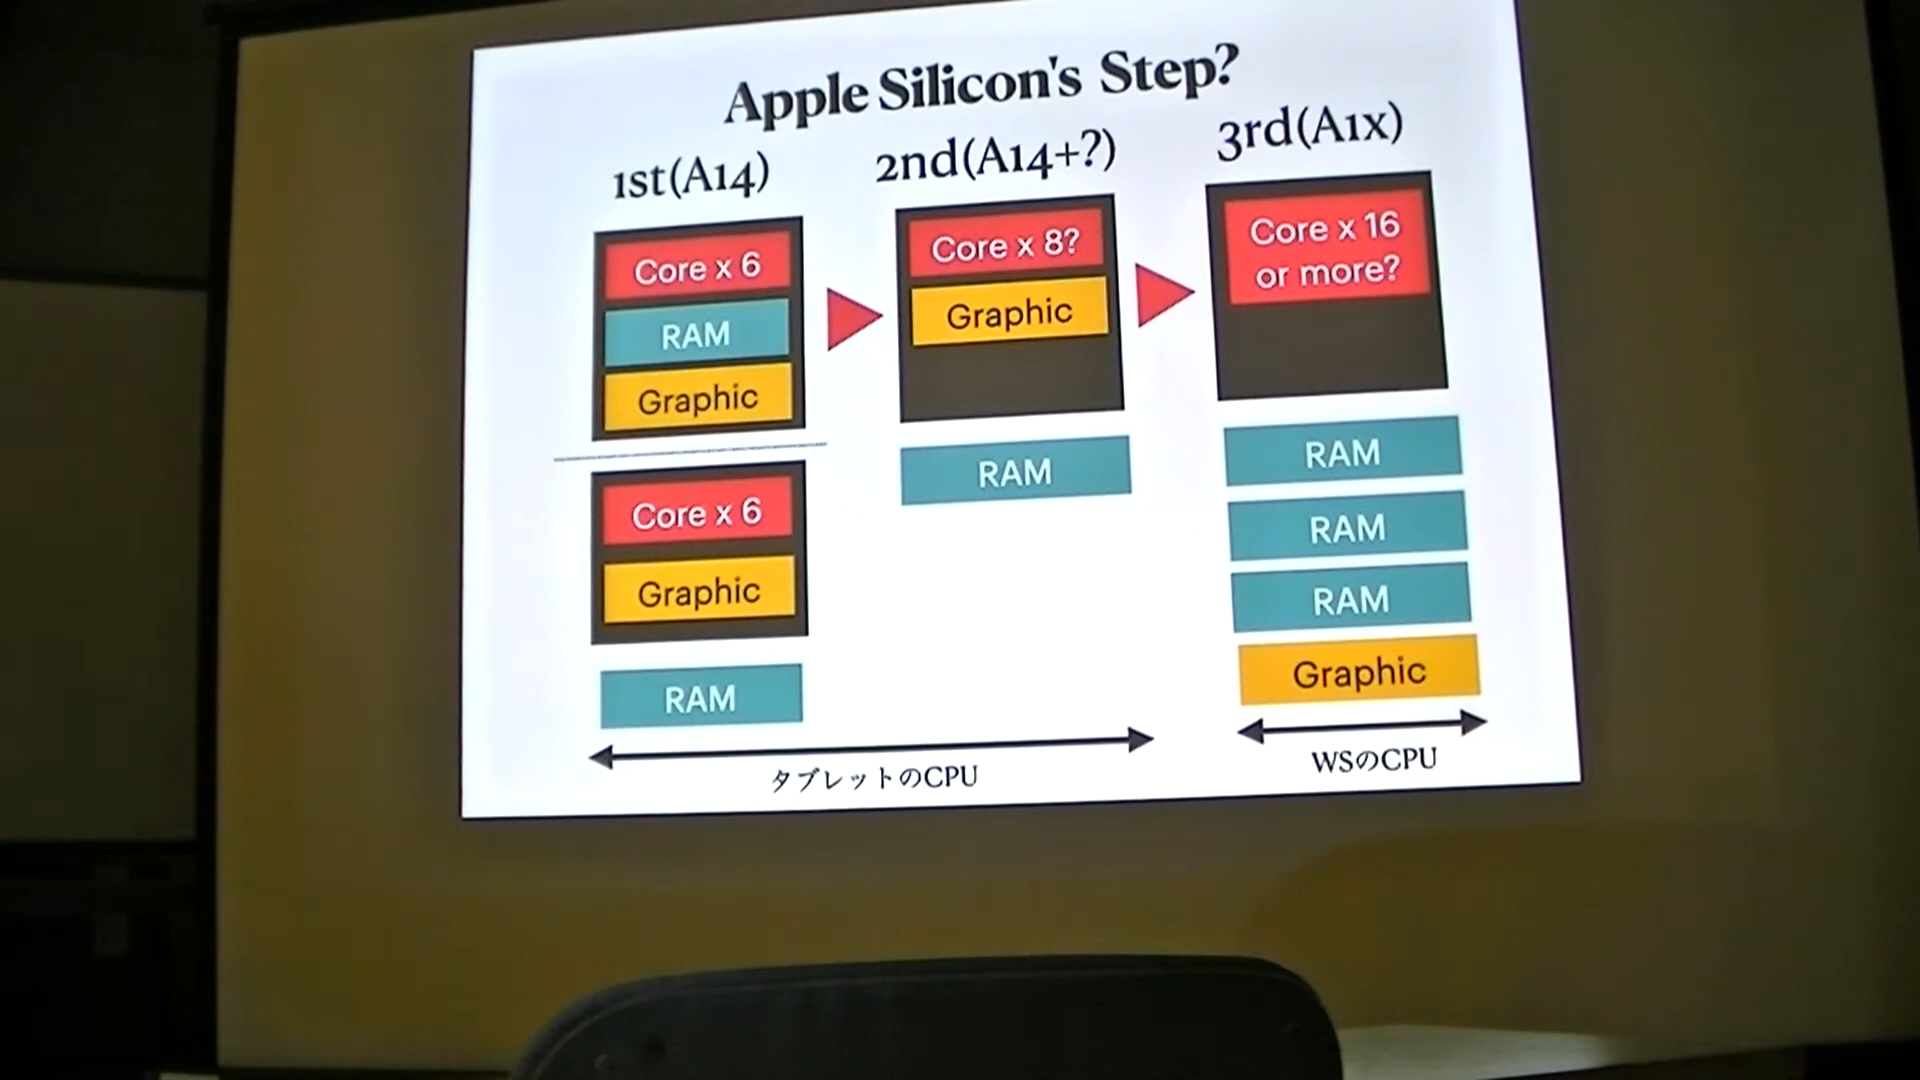 Apple Silicon's Step?
1st(A14)
2nd(A14+?)
3rd(A1x)
Core x 6
RAM
Graphic
Core x 6
Graphic
RAM
Core x 8?
Graphic
RAM
Core x 16
or more?
RAM
RAM
RAM
Graphic
タブレットのCPU
WSのCPU